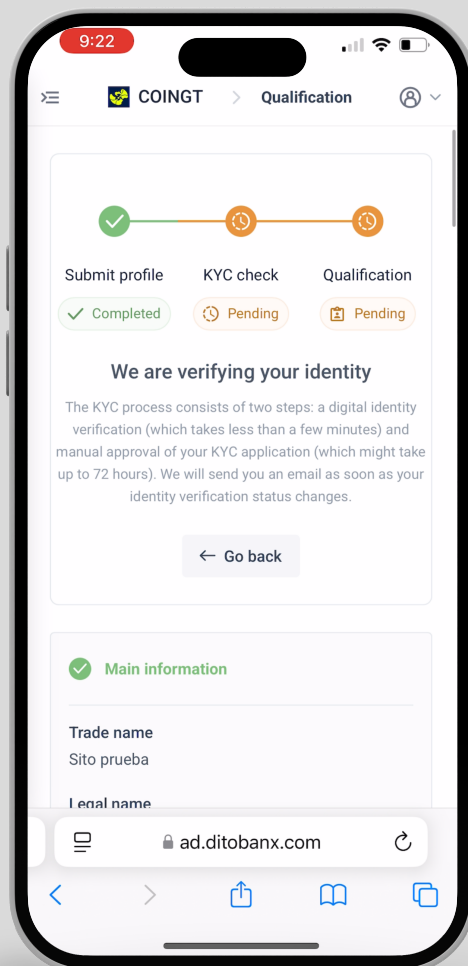 9:22
COINGT
Qualification
Submit profile
KYC check
Qualification
Completed
Pending
Pending
We are verifying your identity
The KYC process consists of two steps: a digital identity
verification (which takes less than a few minutes) and
manual approval of your KYC application (which might take
up to 72 hours). We will send you an email as soon as your
identity verification status changes.
Go back
Main information
Trade name
Sito prueba
Legal name
ad.ditobanx.com